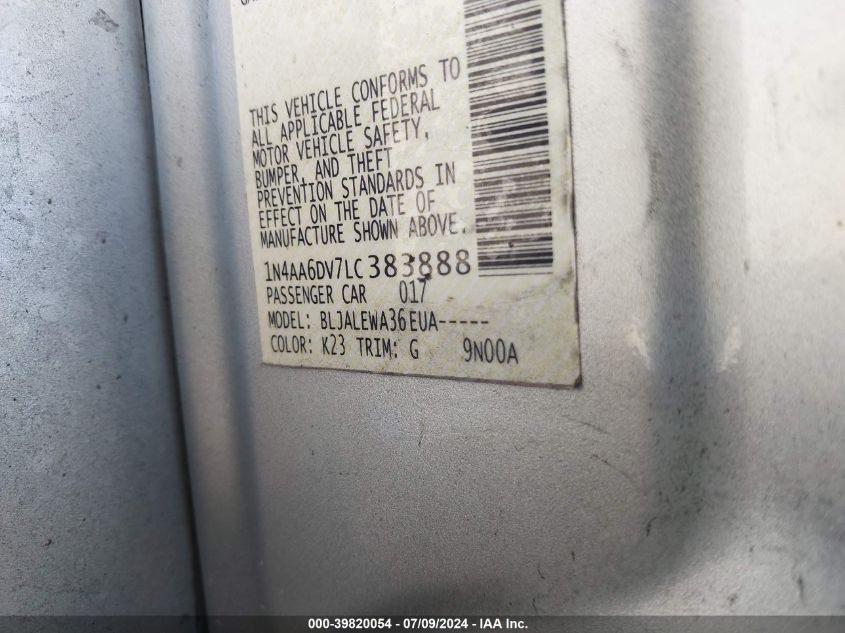 THIS VEHICLE CONFORMS TO
ALL APPLICABLE FEDERAL
MOTOR VEHICLE SAFETY,
BUMPER, AND THEFT
PREVENTION STANDARDS IN
EFFECT ON THE DATE OF
MANUFACTURE SHOWN ABOVE.
1N4AA6DV7LC383888
PASSENGER CAR 017
MODEL: BLJALEWA36EUA-----
COLOR: K23 TRIM: G 9N00A
000-39820054 - 07/09/2024 - IAA Inc.